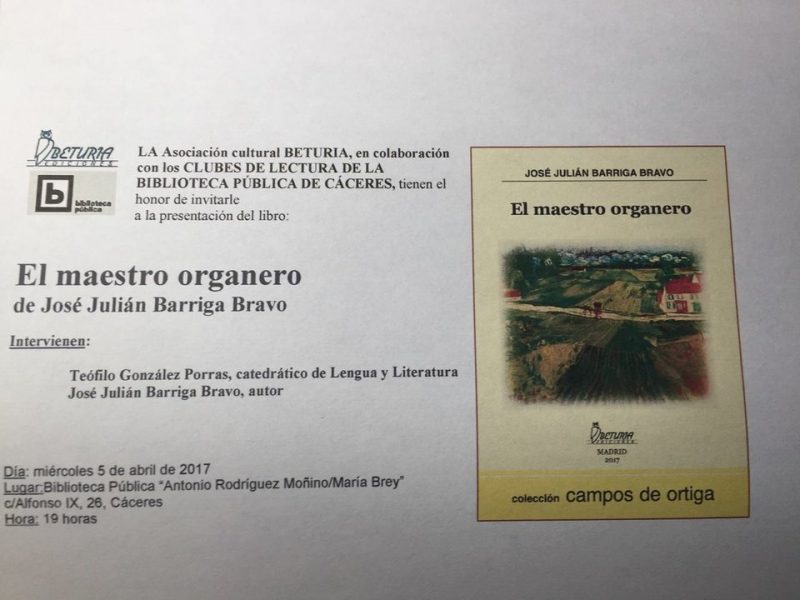 BETURIA
EDICIONES
b
biblioteca
pública
LA Asociación cultural BETURIA, en colaboración
con los CLUBES DE LECTURA DE LA
BIBLIOTECA PÚBLICA DE CÁCERES, tienen el
honor de invitarle
a la presentación del libro:
El maestro organero
de José Julián Barriga Bravo
Intervienen:
Teófilo González Porras, catedrático de Lengua y Literatura
José Julián Barriga Bravo, autor
Día: miércoles 5 de abril de 2017
Lugar:Biblioteca Pública “Antonio Rodríguez Moñino/María Brey”
c/Alfonso IX, 26, Cáceres
Hora: 19 horas
JOSÉ JULIÁN BARRIGA BRAVO
El maestro organero
BETURIA
EDICIONES
MADRID
2017
colección campos de ortiga